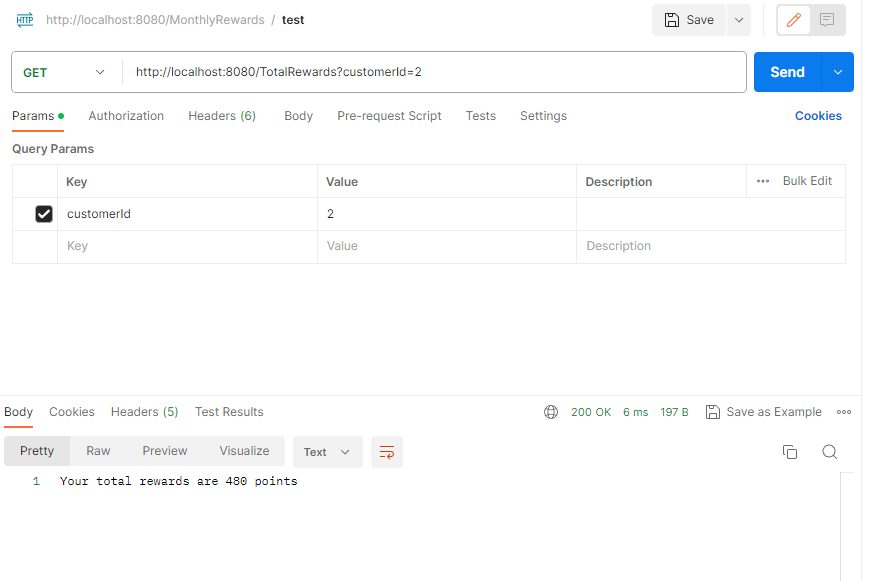 HTTP http://localhost:8080/MonthlyRewards / test Save
GET http://localhost:8080/TotalRewards?customerId=2 Send
Params Authorization Headers (6) Body Pre-request Script Tests Settings Cookies
Query Params
Key Value Description ••• Bulk Edit
customerId 2
Key Value Description
Body Cookies Headers (5) Test Results 200 OK 6 ms 197 B Save as Example
Pretty Raw Preview Visualize Text
1 Your total rewards are 480 points